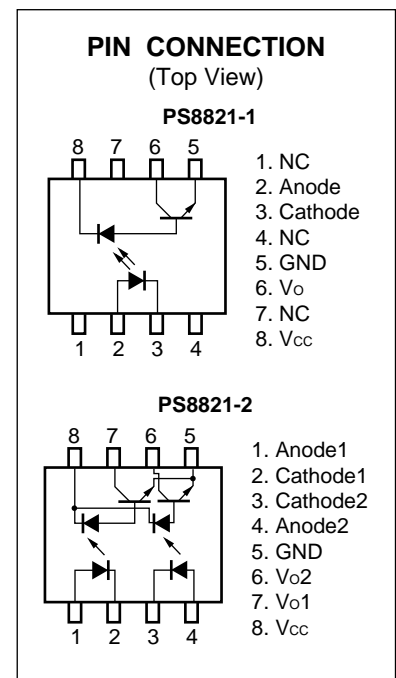 PIN CONNECTION
(Top View)
PS8821-1
8 7 6 5
1. NC
2. Anode
3. Cathode
4. NC
5. GND
6. Vo
7. NC
8. Vcc
1 2 3 4
PS8821-2
8 7 6 5
1. Anode1
2. Cathode1
3. Cathode2
4. Anode2
5. GND
6. Vo2
7. Vo1
8. Vcc
1 2 3 4